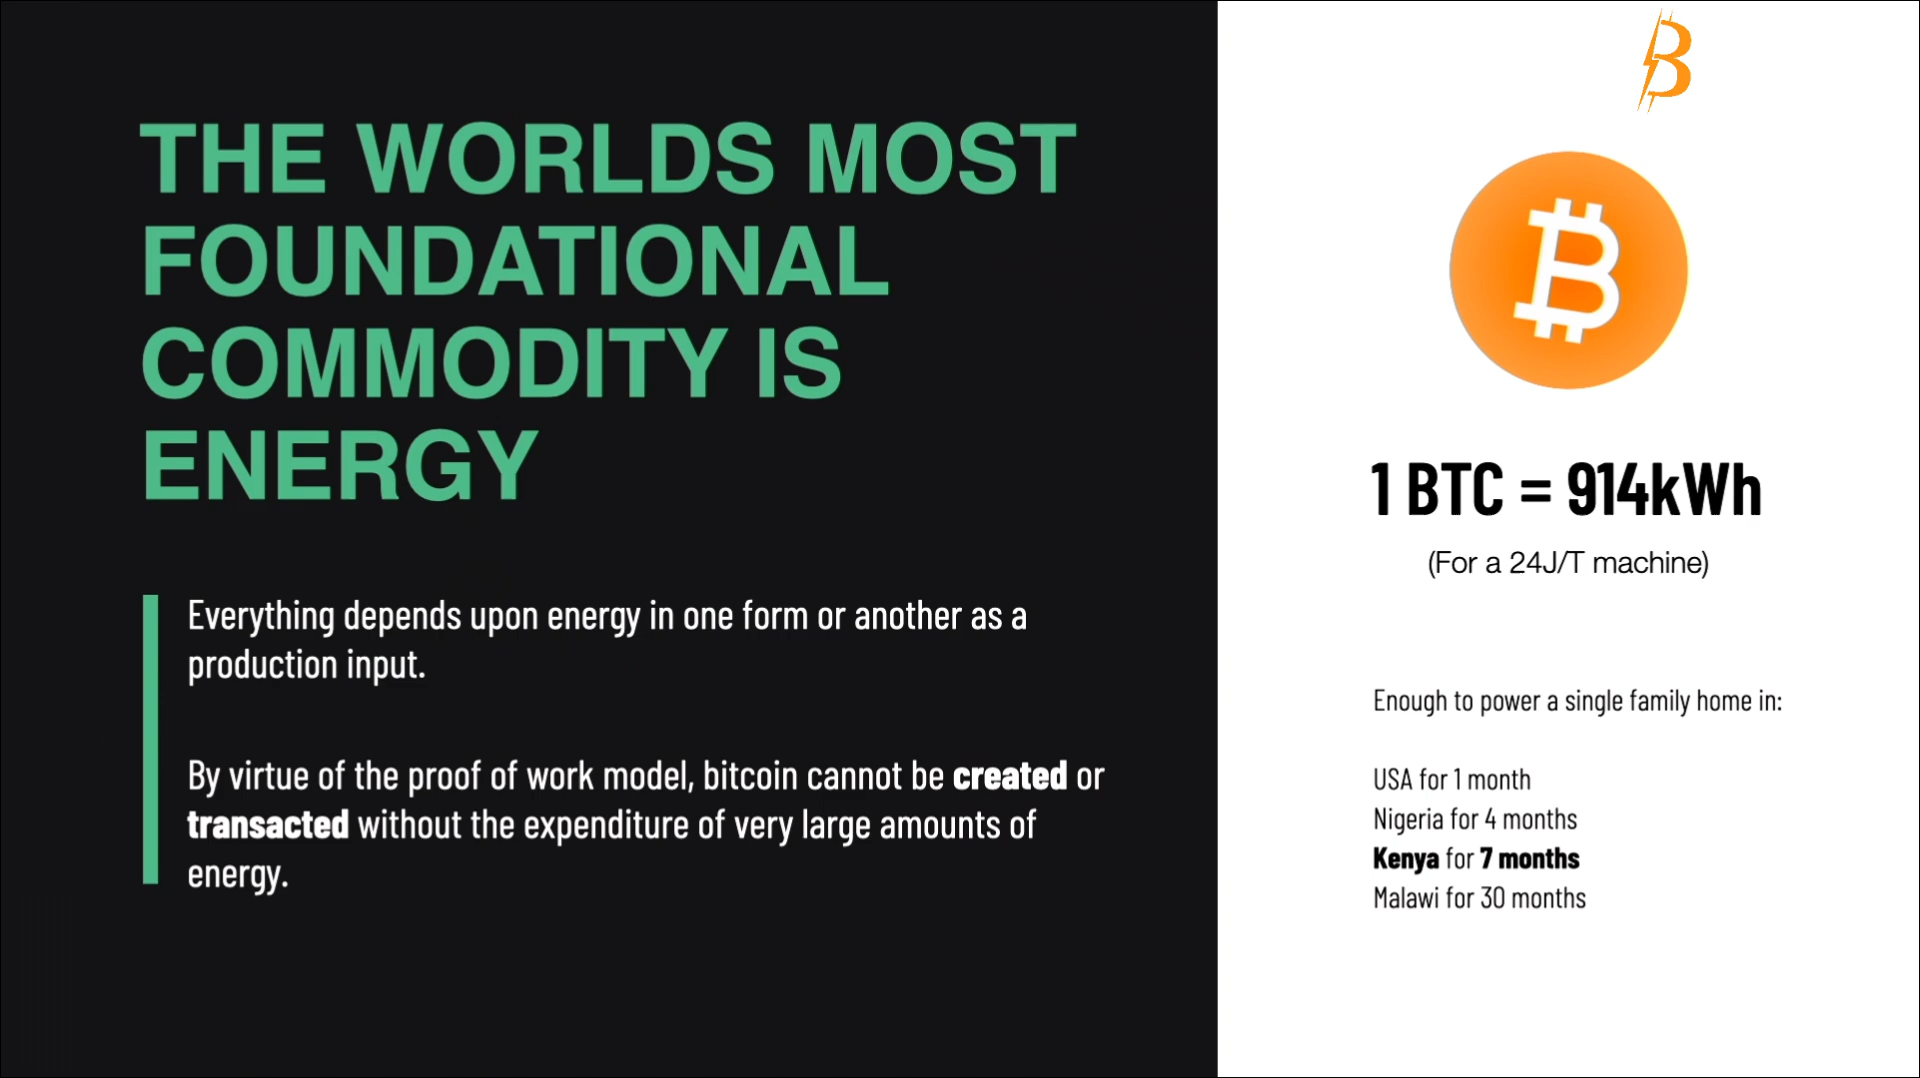 THE WORLDS MOST
FOUNDATIONAL
COMMODITY IS
ENERGY
Everything depends upon energy in one form or another as a
production input.
By virtue of the proof of work model, bitcoin cannot be created or
transacted without the expenditure of very large amounts of
energy.
1 BTC = 914kWh
(For a 24J/T machine)
Enough to power a single family home in:
USA for 1 month
Nigeria for 4 months
Kenya for 7 months
Malawi for 30 months